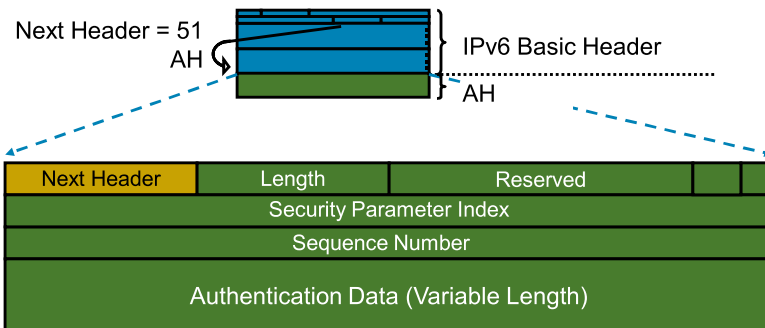 Next Header = 51
AH
IPv6 Basic Header
AH
Next Header
Length
Reserved
Security Parameter Index
Sequence Number
Authentication Data (Variable Length)